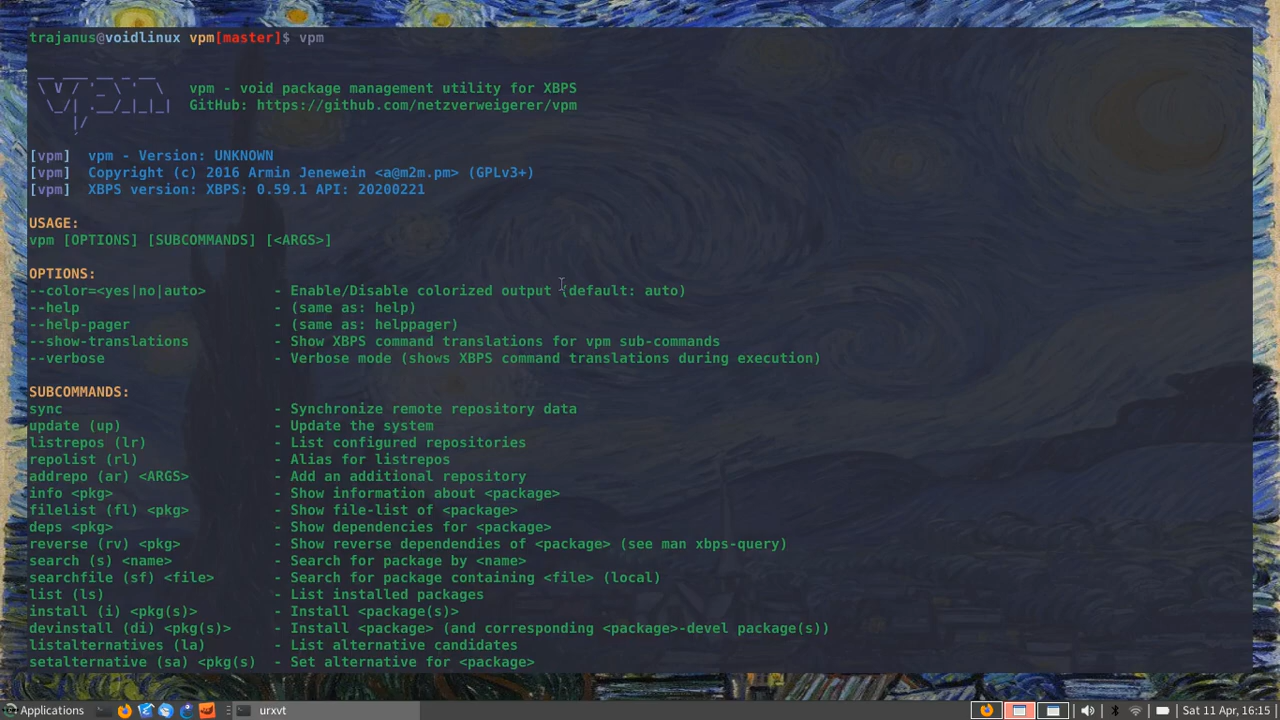 trajanus@voidlinux vpm[master]$ vpm
vpm - void package management utility for XBPS
GitHub: https://github.com/netzverweigerer/vpm
[vpm]  vpm - Version: UNKNOWN
[vpm]  Copyright (c) 2016 Armin Jenewein <a@m2m.pm> (GPLv3+)
[vpm]  XBPS version: XBPS: 0.59.1 API: 20200221
USAGE:
vpm [OPTIONS] [SUBCOMMANDS] [<ARGS>]
OPTIONS:
--color=<yes|no|auto>        - Enable/Disable colorized output (default: auto)
--help                       - (same as: help)
--help-pager                 - (same as: helppager)
--show-translations          - Show XBPS command translations for vpm sub-commands
--verbose                    - Verbose mode (shows XBPS command translations during execution)
SUBCOMMANDS:
sync                         - Synchronize remote repository data
update (up)                  - Update the system
listrepos (lr)               - List configured repositories
repolist (rl)                - Alias for listrepos
addrepo (ar) <ARGS>          - Add an additional repository
info <pkg>                   - Show information about <package>
filelist (fl) <pkg>          - Show file-list of <package>
deps <pkg>                   - Show dependencies for <package>
reverse (rv) <pkg>           - Show reverse dependendies of <package> (see man xbps-query)
search (s) <name>            - Search for package by <name>
searchfile (sf) <file>       - Search for package containing <file> (local)
list (ls)                    - List installed packages
install (i) <pkg(s)>         - Install <package(s)>
devinstall (di) <pkg(s)>     - Install <package> (and corresponding <package>-devel package(s))
listalternatives (la)        - List alternative candidates
setalternative (sa) <pkg(s)  - Set alternative for <package>
Applications urxvt Sat 11 Apr, 16:15